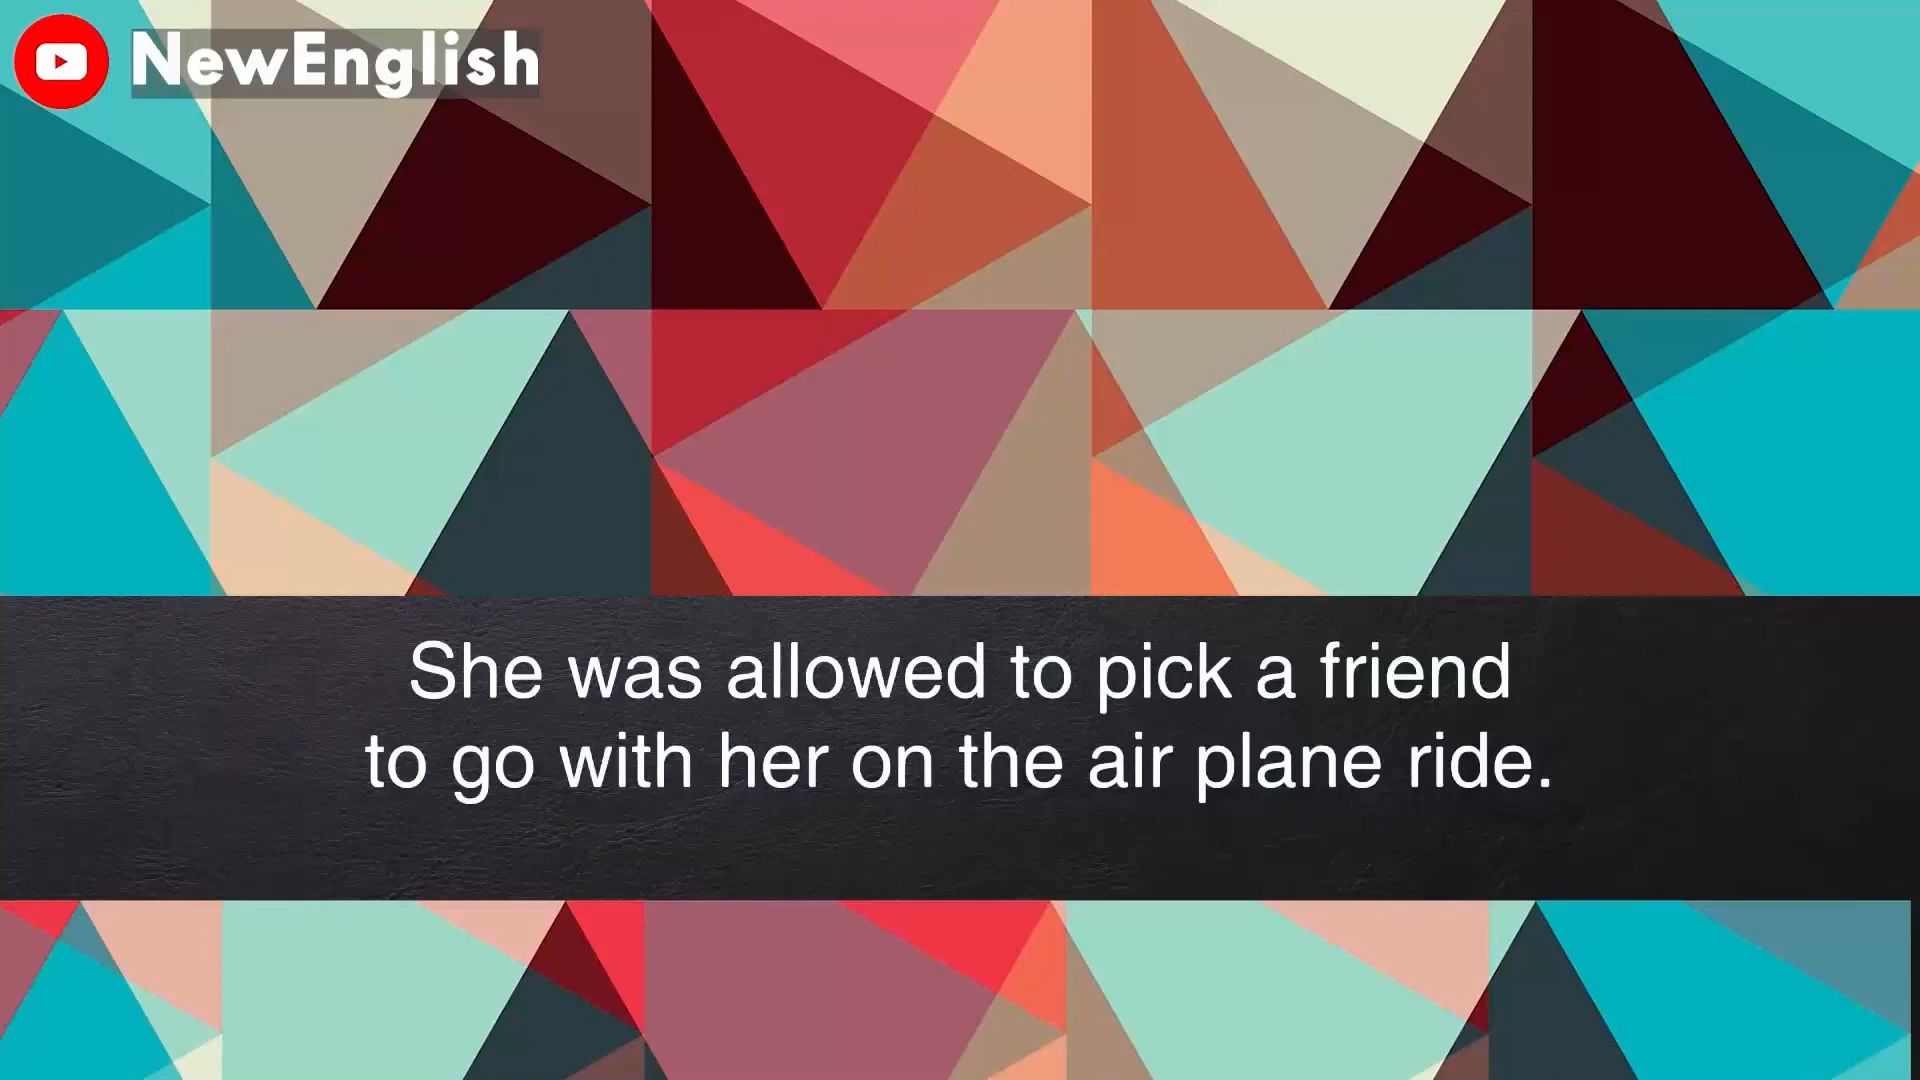 NewEnglish
She was allowed to pick a friend
to go with her on the air plane ride.